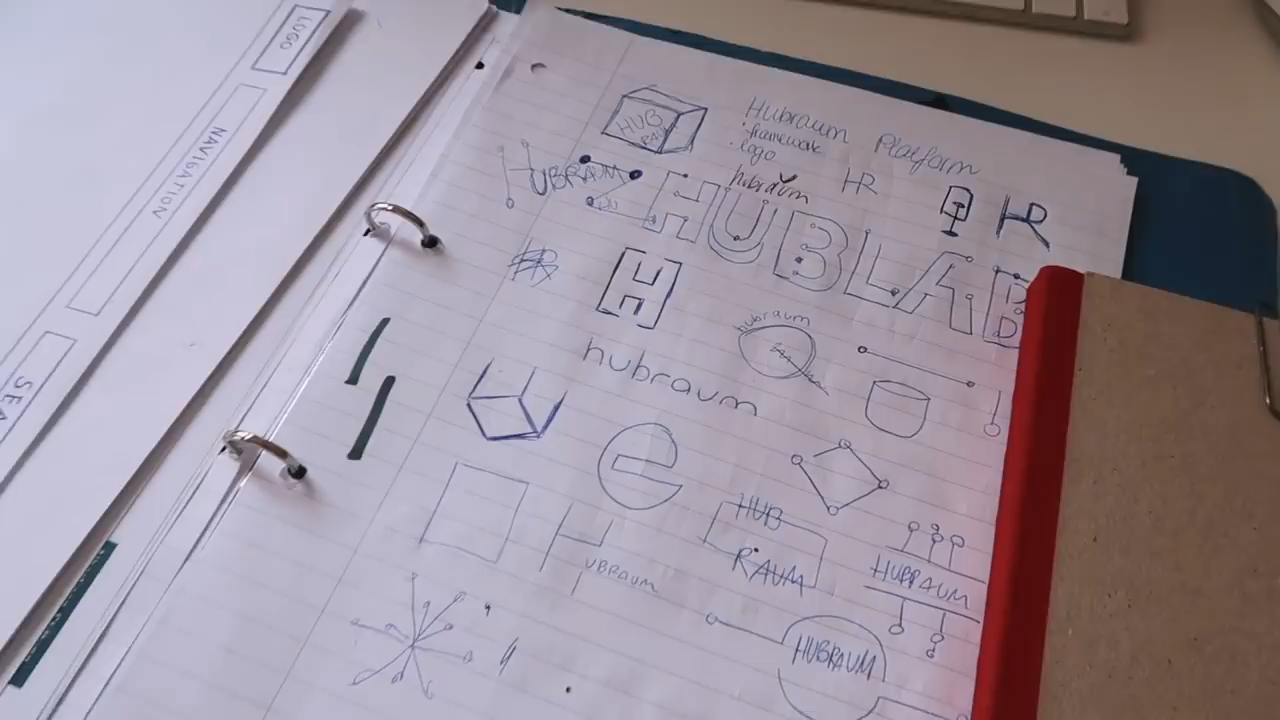 LOGO
NAVIGATION
SEA
HUB
RAUM
Hubraum Platform
· framework
· logo
hubraum
HR
HR
HUBRAUM
HUBLAB
H
hubraum
hubraum
e
HUB
RAUM
H
UBRAUM
HUBRAUM
HUBRAUM